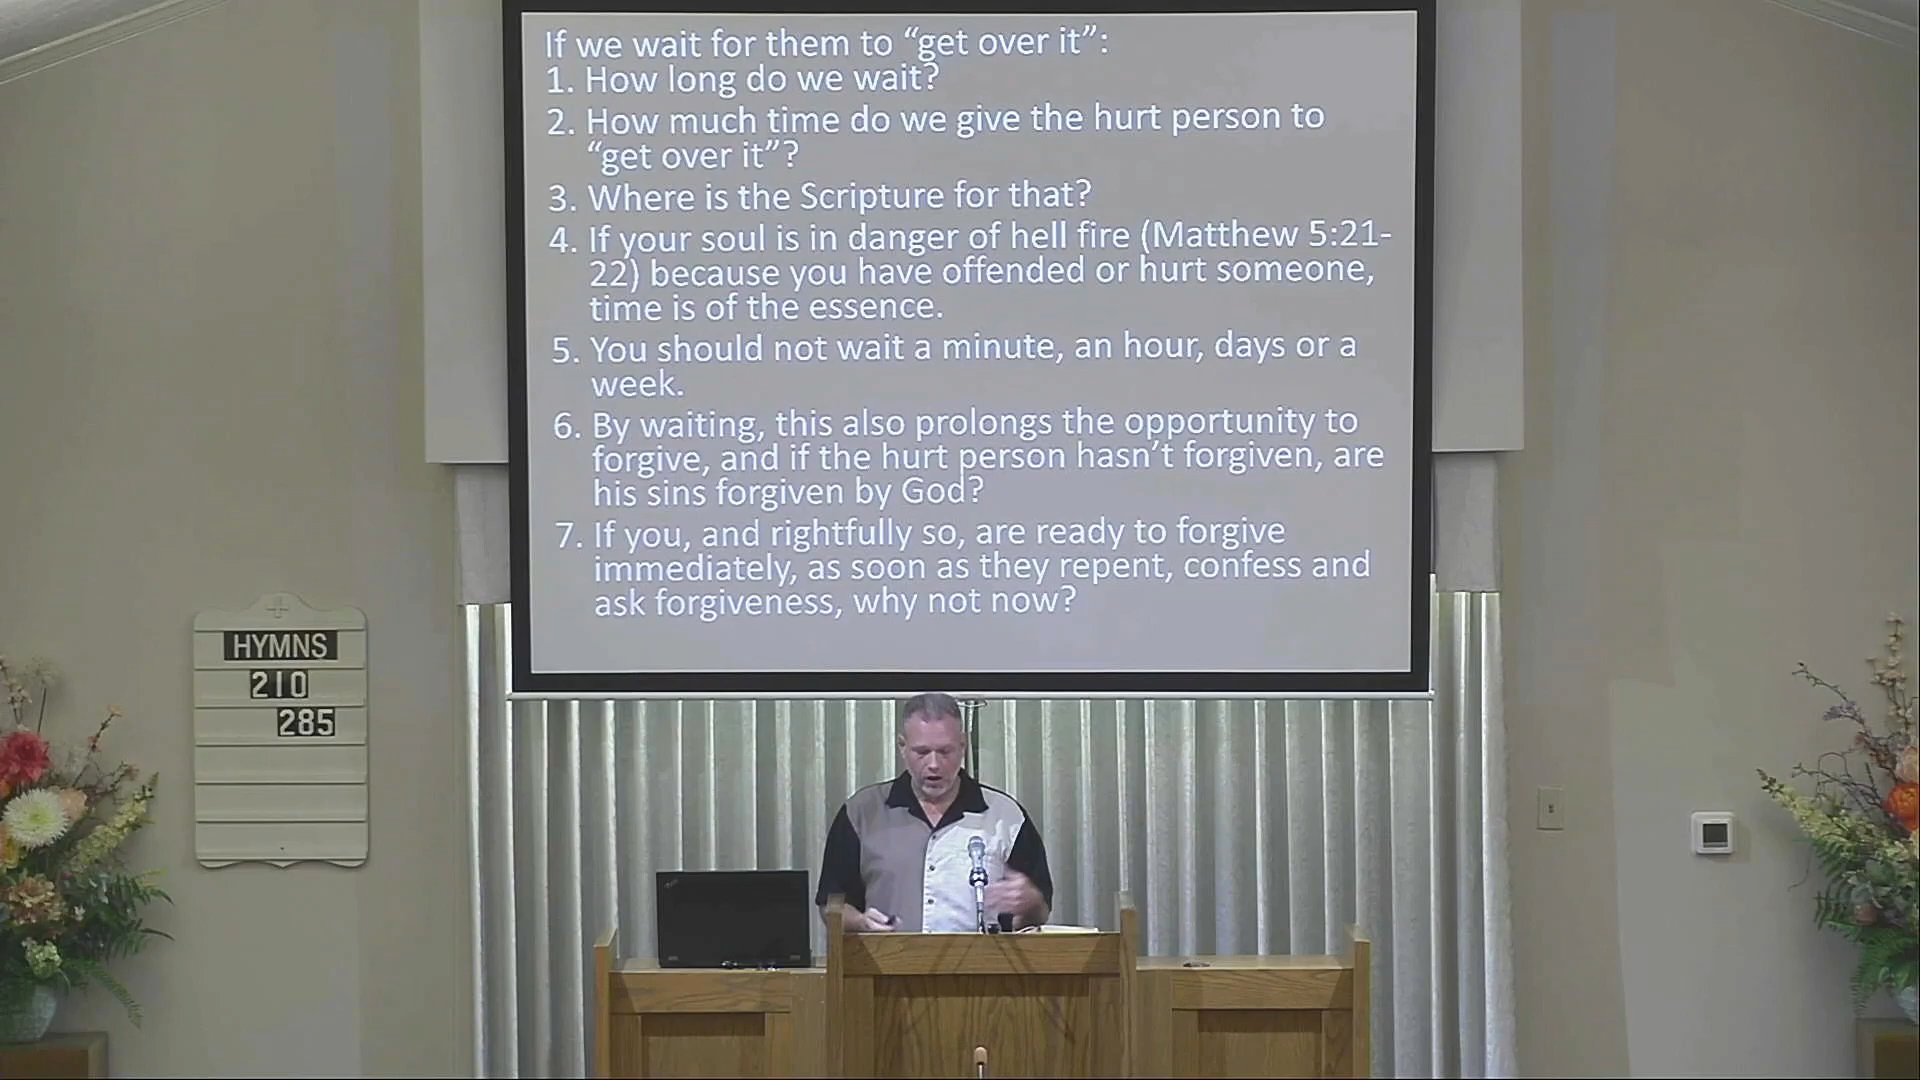 If we wait for them to “get over it”:
1. How long do we wait?
2. How much time do we give the hurt person to
“get over it”?
3. Where is the Scripture for that?
4. If your soul is in danger of hell fire (Matthew 5:21-
22) because you have offended or hurt someone,
time is of the essence.
5. You should not wait a minute, an hour, days or a
week.
6. By waiting, this also prolongs the opportunity to
forgive, and if the hurt person hasn’t forgiven, are
his sins forgiven by God?
7. If you, and rightfully so, are ready to forgive
immediately, as soon as they repent, confess and
ask forgiveness, why not now?
HYMNS
210
285